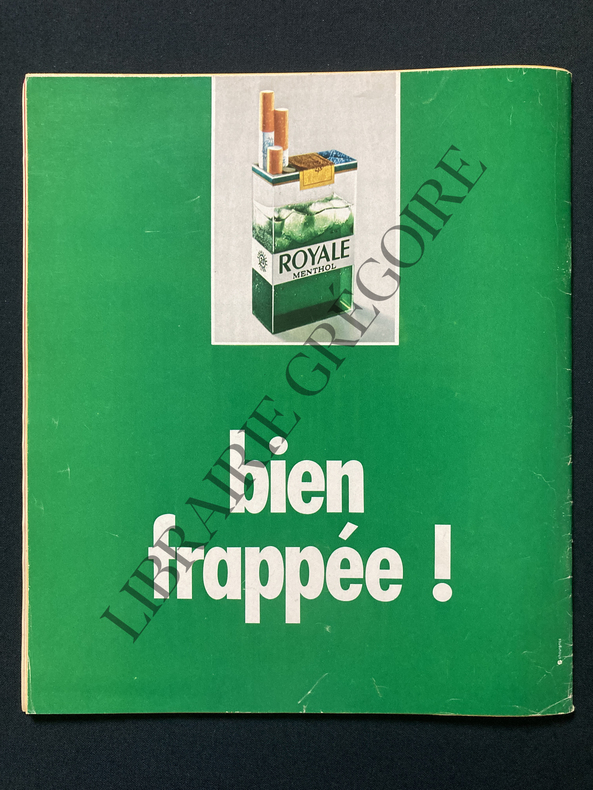 ROYALE
MENTHOL
LIBRAIRIE GRÉGOIRE
bien
frappée !